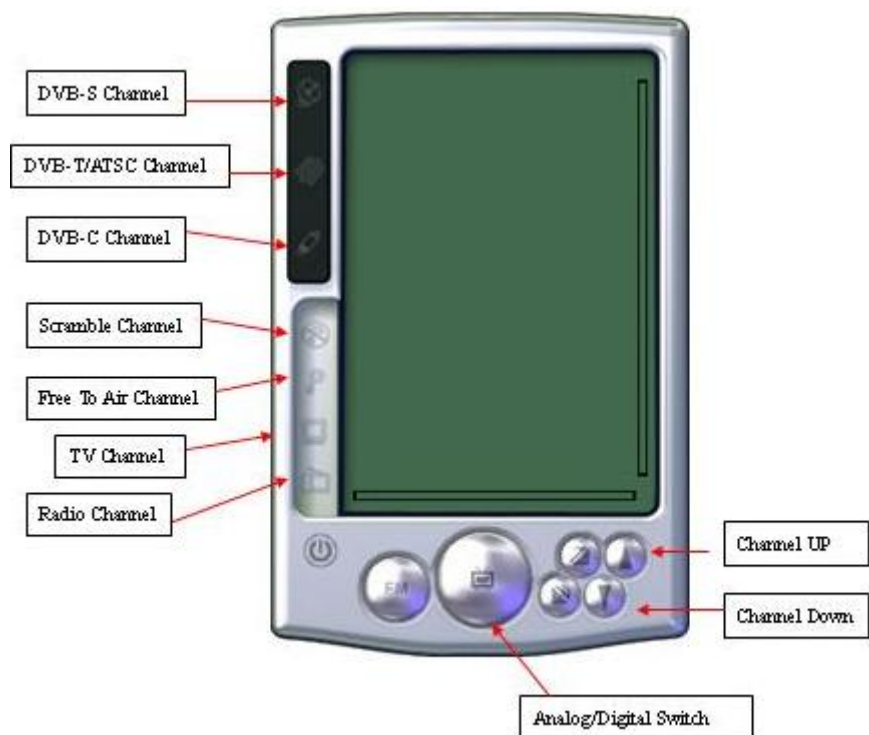 DVB-S Channel
DVB-T/ATSC Channel
DVB-C Channel
Scramble Channel
Free To Air Channel
TV Channel
Radio Channel
FM
Channel UP
Channel Down
Analog/Digital Switch